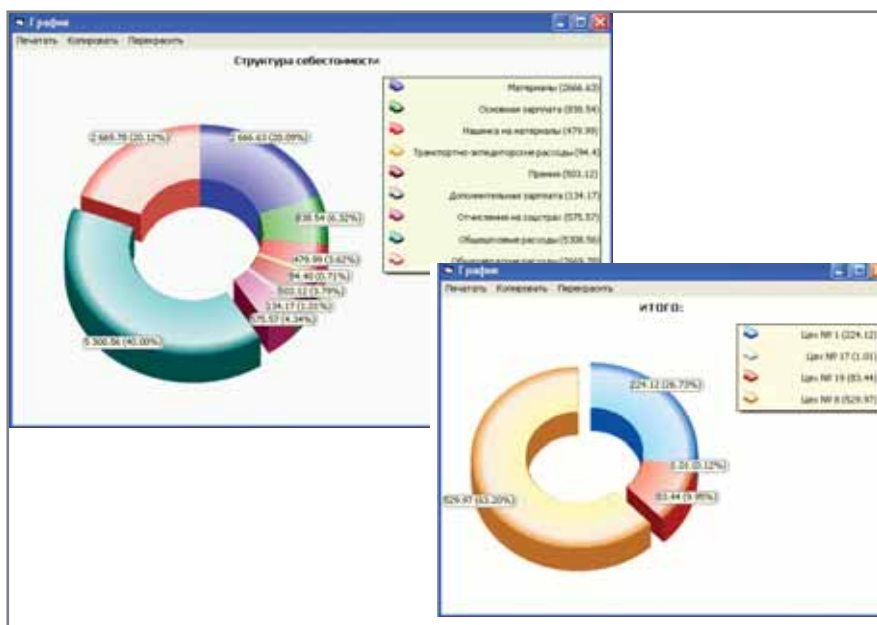 График
Печатать Копировать Перекрасить
Структура себестоимости
Материалы (2666.63)
Основная зарплата (838.54)
Наценка на материалы (479.99)
Транспортно-экпедиторские расходы (94.4)
Премия (503.12)
Дополнительная зарплата (134.17)
Отчисления на соцстрах (575.57)
Общецеховые расходы (5308.56)
(2669.78)
2 669.78 (20.12%)
2 666.63 (20.09%)
838.54 (6.32%)
479.99 (3.62%)
94.40 (0.71%)
503.12 (3.79%)
134.17 (1.01%)
575.57 (4.34%)
5 308.56 (40.00%)
График
Печатать Копировать Перекрасить
ИТОГО:
Цех № 1 (224.12)
Цех № 17 (1.01)
Цех № 19 (83.44)
Цех № 8 (529.97)
224.12 (26.73%)
1.01 (0.12%)
83.44 (9.95%)
529.97 (63.20%)